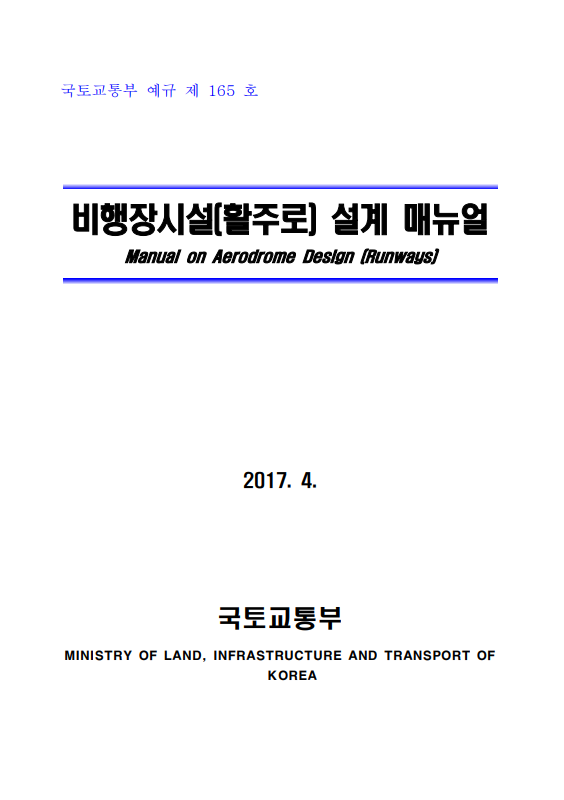 국토교통부 예규 제 165 호
비행장시설(활주로) 설계 매뉴얼
Manual on Aerodrome Design (Runways)
2017. 4.
국토교통부
MINISTRY OF LAND, INFRASTRUCTURE AND TRANSPORT OF
KOREA